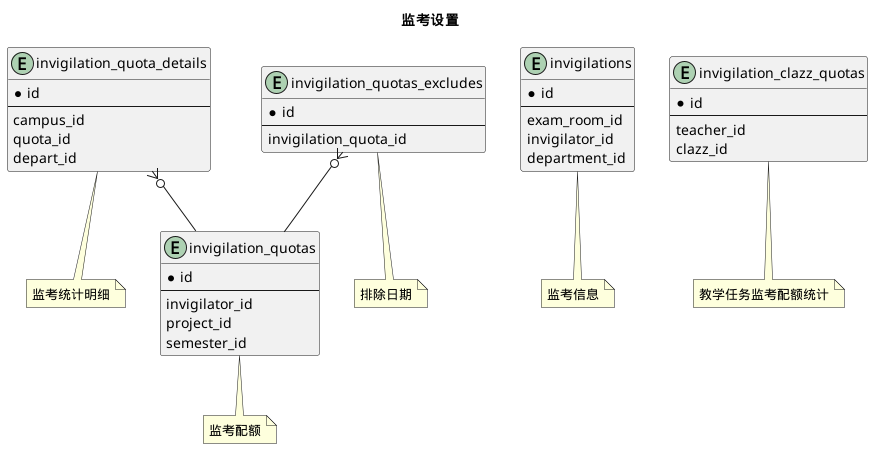 监考设置
E invigilation_quota_details
* id
campus_id
quota_id
depart_id
E invigilation_quotas_excludes
* id
invigilation_quota_id
E invigilations
* id
exam_room_id
invigilator_id
department_id
E invigilation_clazz_quotas
* id
teacher_id
clazz_id
监考统计明细
E invigilation_quotas
* id
invigilator_id
project_id
semester_id
排除日期
监考信息
教学任务监考配额统计
监考配额